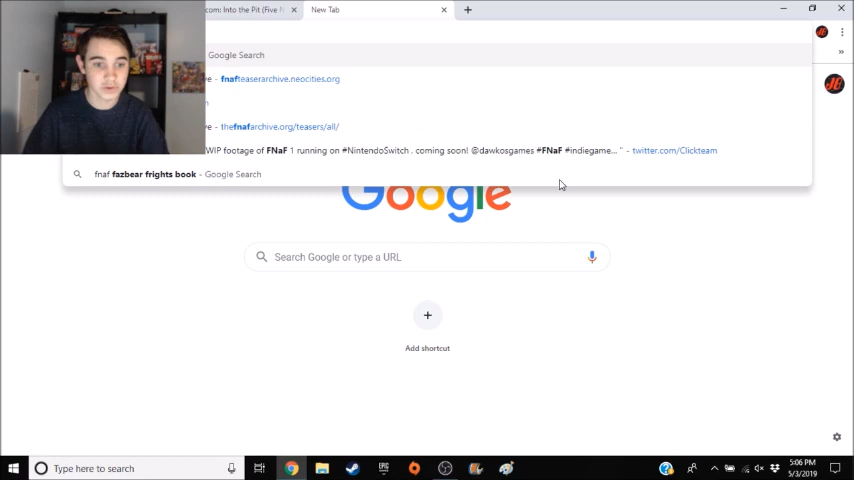 com: Into the Pit (Five N
New Tab
Google Search
e - fnafteaserarchive.neocities.org
e - thefnafarchive.org/teasers/all/
WIP footage of FNaF 1 running on #NintendoSwitch . coming soon! @dawkosgames #FNaF #indiegame... " - twitter.com/Clickteam
fnaf fazbear frights book - Google Search
Google
Search Google or type a URL
Add shortcut
Type here to search
EPIC
5:06 PM
5/3/2019